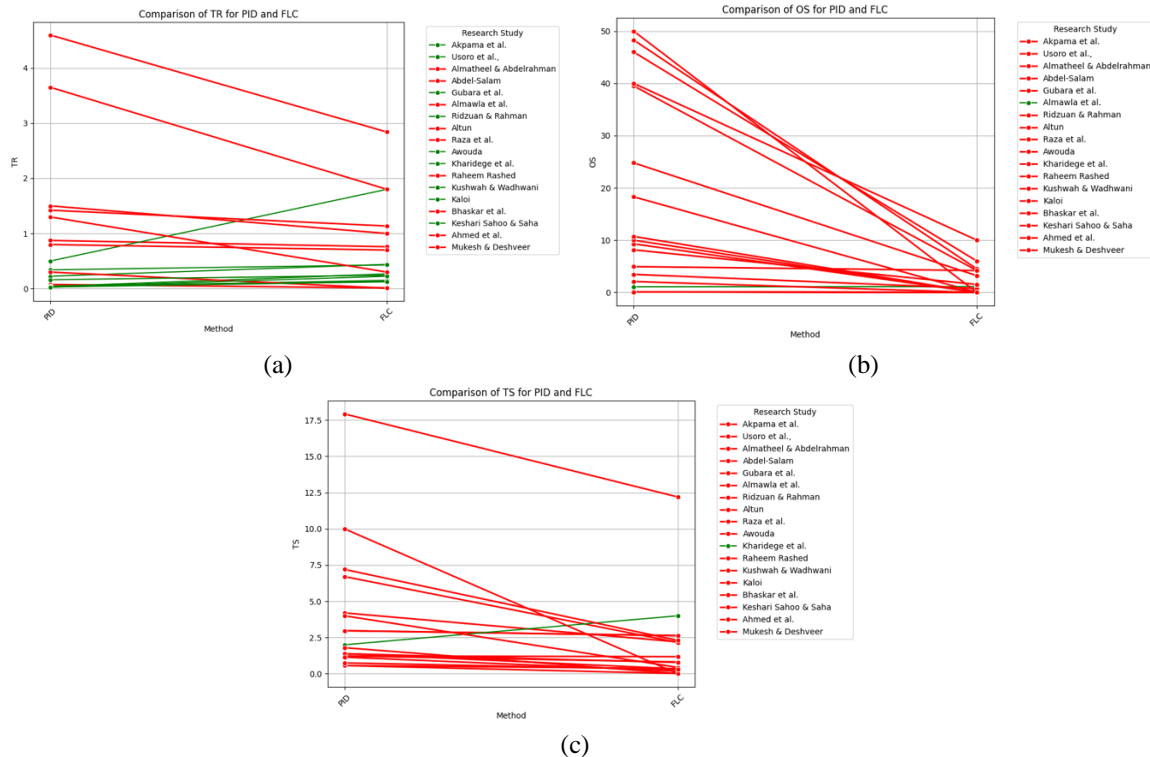 Comparison of TR for PID and FLC
TR
4
3
2
1
0
PID
FLC
Method
Research Study
Akpama et al.
Usoro et al.,
Almatheel & Abdelrahman
Abdel-Salam
Gubara et al.
Almawla et al.
Ridzuan & Rahman
Altun
Raza et al.
Awouda
Kharidege et al.
Raheem Rashed
Kushwah & Wadhwani
Kaloi
Bhaskar et al.
Keshari Sahoo & Saha
Ahmed et al.
Mukesh & Deshveer
(a)
Comparison of OS for PID and FLC
OS
50
40
30
20
10
0
PID
FLC
Method
Research Study
Akpama et al.
Usoro et al.,
Almatheel & Abdelrahman
Abdel-Salam
Gubara et al.
Almawla et al.
Ridzuan & Rahman
Altun
Raza et al.
Awouda
Kharidege et al.
Raheem Rashed
Kushwah & Wadhwani
Kaloi
Bhaskar et al.
Keshari Sahoo & Saha
Ahmed et al.
Mukesh & Deshveer
(b)
Comparison of TS for PID and FLC
TS
17.5
15.0
12.5
10.0
7.5
5.0
2.5
0.0
PID
FLC
Method
Research Study
Akpama et al.
Usoro et al.,
Almatheel & Abdelrahman
Abdel-Salam
Gubara et al.
Almawla et al.
Ridzuan & Rahman
Altun
Raza et al.
Awouda
Kharidege et al.
Raheem Rashed
Kushwah & Wadhwani
Kaloi
Bhaskar et al.
Keshari Sahoo & Saha
Ahmed et al.
Mukesh & Deshveer
(c)